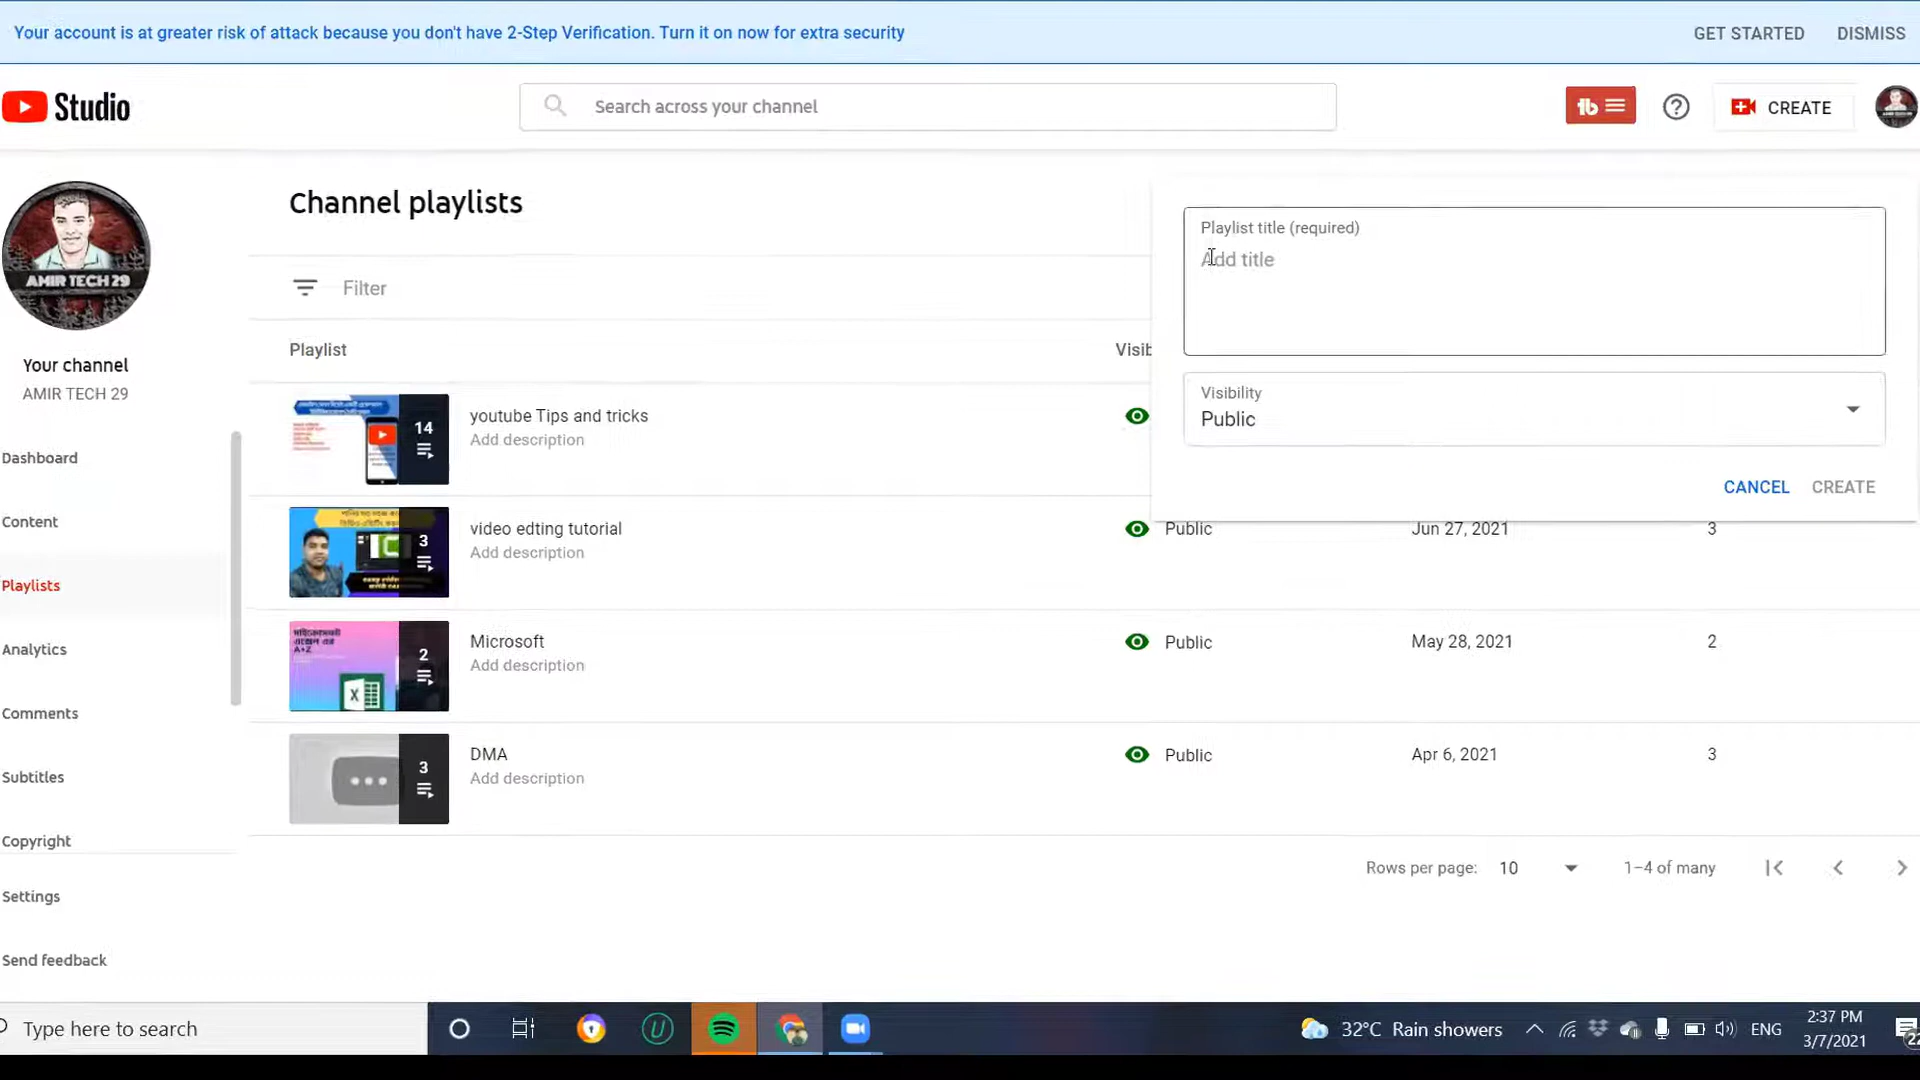 Your account is at greater risk of attack because you don't have 2-Step Verification. Turn it on now for extra security
GET STARTED
DISMISS
Studio
Search across your channel
CREATE
AMIR TECH 29
Your channel
AMIR TECH 29
Dashboard
Content
Playlists
Analytics
Comments
Subtitles
Copyright
Settings
Send feedback
Channel playlists
Filter
Playlist
Visib
14
youtube Tips and tricks
Add description
3
video edting tutorial
Add description
Public
Jun 27, 2021
3
2
Microsoft
Add description
Public
May 28, 2021
2
3
DMA
Add description
Public
Apr 6, 2021
3
Playlist title (required)
Add title
Visibility
Public
CANCEL
CREATE
Rows per page: 10
1–4 of many
Type here to search
32°C Rain showers
ENG
2:37 PM
3/7/2021